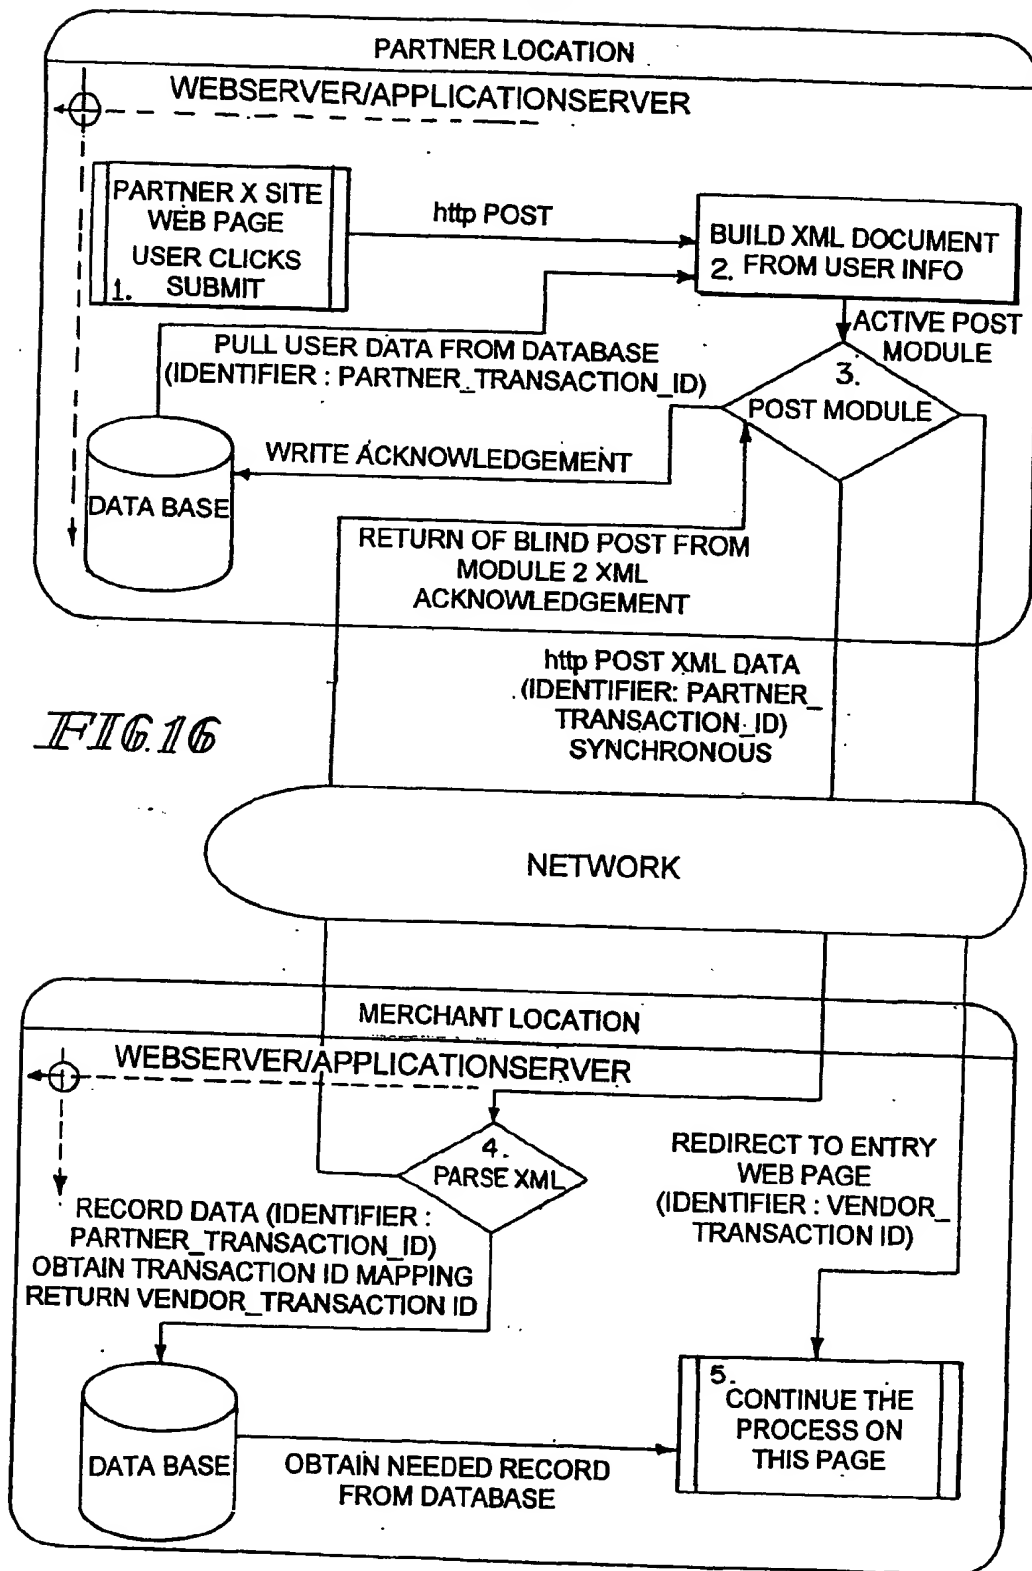 PARTNER LOCATION
WEBSERVER/APPLICATIONSERVER
PARTNER X SITE
WEB PAGE
USER CLICKS
1. SUBMIT
http POST
BUILD XML DOCUMENT
2. FROM USER INFO
ACTIVE POST
MODULE
PULL USER DATA FROM DATABASE
(IDENTIFIER : PARTNER_TRANSACTION_ID)
3.
POST MODULE
WRITE ACKNOWLEDGEMENT
DATA BASE
RETURN OF BLIND POST FROM
MODULE 2 XML
ACKNOWLEDGEMENT
http POST XML DATA
(IDENTIFIER: PARTNER_
TRANSACTION_ID)
SYNCHRONOUS
FIG.16
NETWORK
MERCHANT LOCATION
WEBSERVER/APPLICATIONSERVER
4.
PARSE XML
REDIRECT TO ENTRY
WEB PAGE
(IDENTIFIER : VENDOR_
TRANSACTION ID)
RECORD DATA (IDENTIFIER :
PARTNER_TRANSACTION_ID)
OBTAIN TRANSACTION ID MAPPING
RETURN VENDOR_TRANSACTION ID
5.
CONTINUE THE
PROCESS ON
THIS PAGE
DATA BASE
OBTAIN NEEDED RECORD
FROM DATABASE